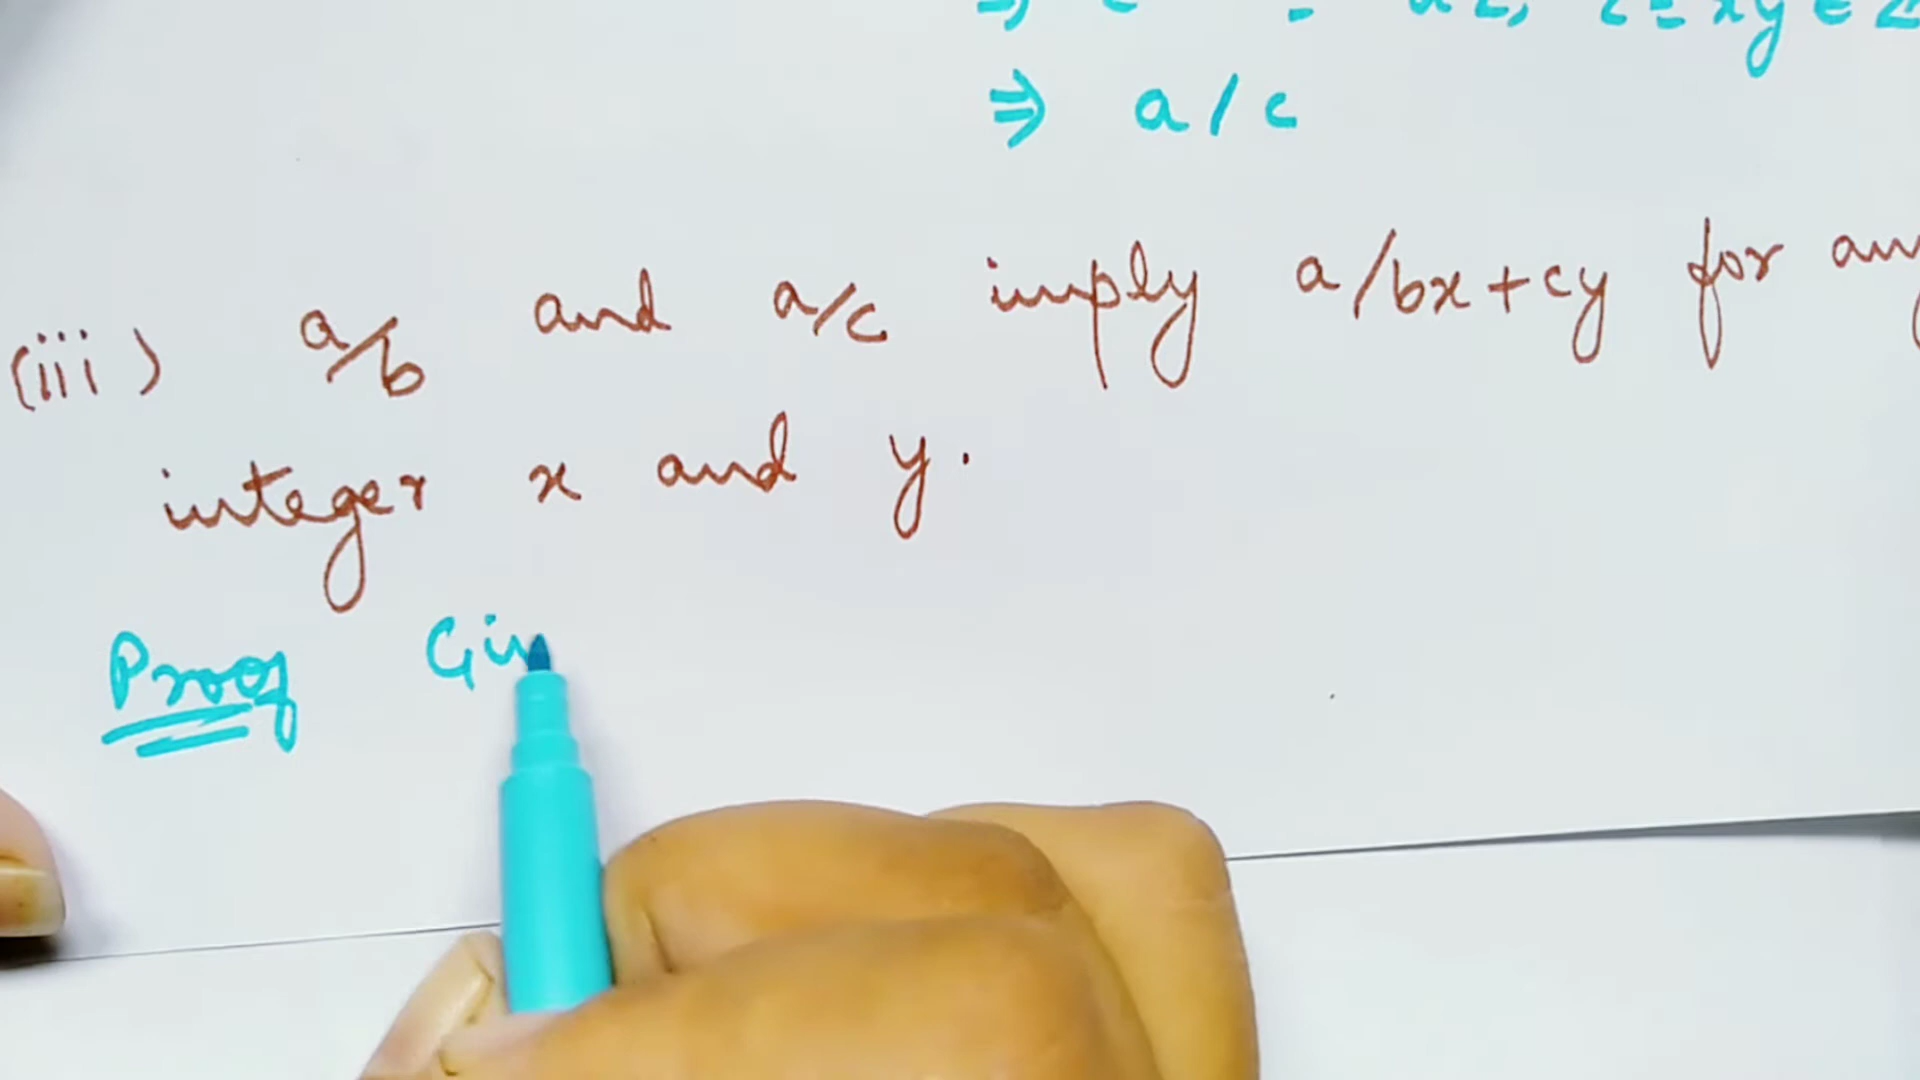 ⇒ a/c
(iii) a/b and a/c imply a/bx+cy for any
integer x and y.
Proof Giv